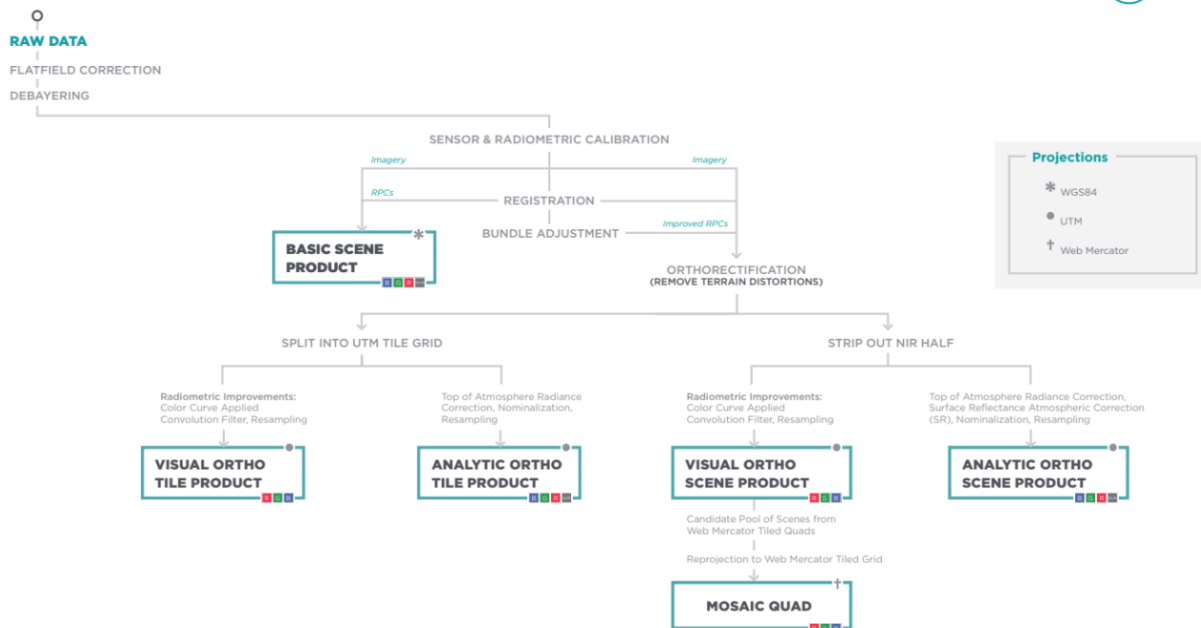 RAW DATA
FLATFIELD CORRECTION
DEBAYERING
SENSOR & RADIOMETRIC CALIBRATION
Imagery
Imagery
RPCs
REGISTRATION
BUNDLE ADJUSTMENT
Improved RPCs
BASIC SCENE
PRODUCT
*
B G R NIR
ORTHORECTIFICATION
(REMOVE TERRAIN DISTORTIONS)
Projections
* WGS84
UTM
† Web Mercator
SPLIT INTO UTM TILE GRID
STRIP OUT NIR HALF
Radiometric Improvements:
Color Curve Applied
Convolution Filter, Resampling
Top of Atmosphere Radiance
Correction, Nominalization,
Resampling
Radiometric Improvements:
Color Curve Applied
Convolution Filter, Resampling
Top of Atmosphere Radiance Correction,
Surface Reflectance Atmospheric Correction
(SR), Nominalization, Resampling
VISUAL ORTHO
TILE PRODUCT
R G B
ANALYTIC ORTHO
TILE PRODUCT
B G R NIR
VISUAL ORTHO
SCENE PRODUCT
R G B
ANALYTIC ORTHO
SCENE PRODUCT
B G R NIR
Candidate Pool of Scenes from
Web Mercator Tiled Quads
Reprojection to Web Mercator Tiled Grid
†
MOSAIC QUAD